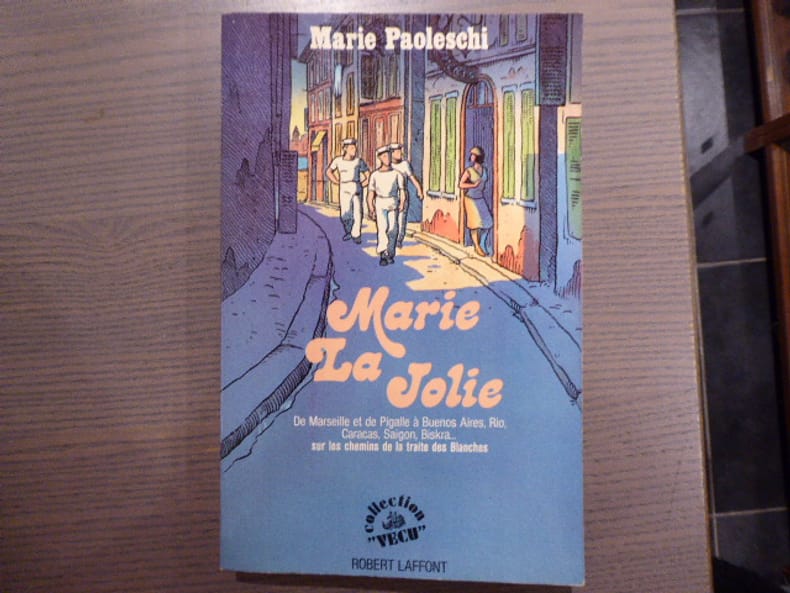 Marie Paoleschi
Marie
La Jolie
De Marseille et de Pigalle à Buenos Aires, Rio,
Caracas, Saigon, Biskra...
sur les chemins de la traite des Blanches
collection
"VECU"
ROBERT LAFFONT